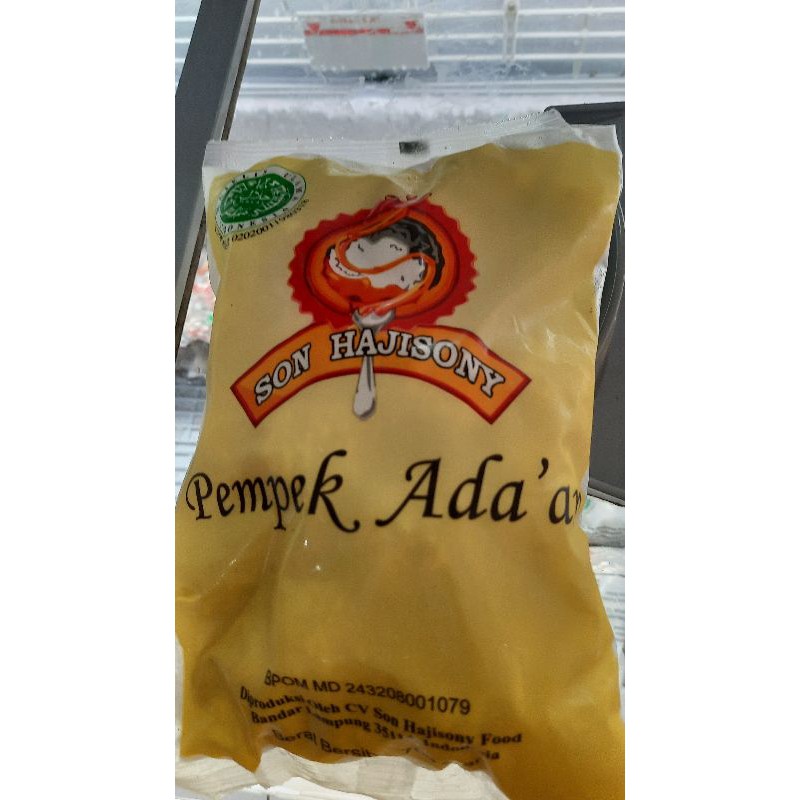 SON HAJISONY
Pempek Ada'an
BPOM MD 243208001079
Diproduksi Oleh CV Son Hajisony Food
Bandar Lampung Indonesia